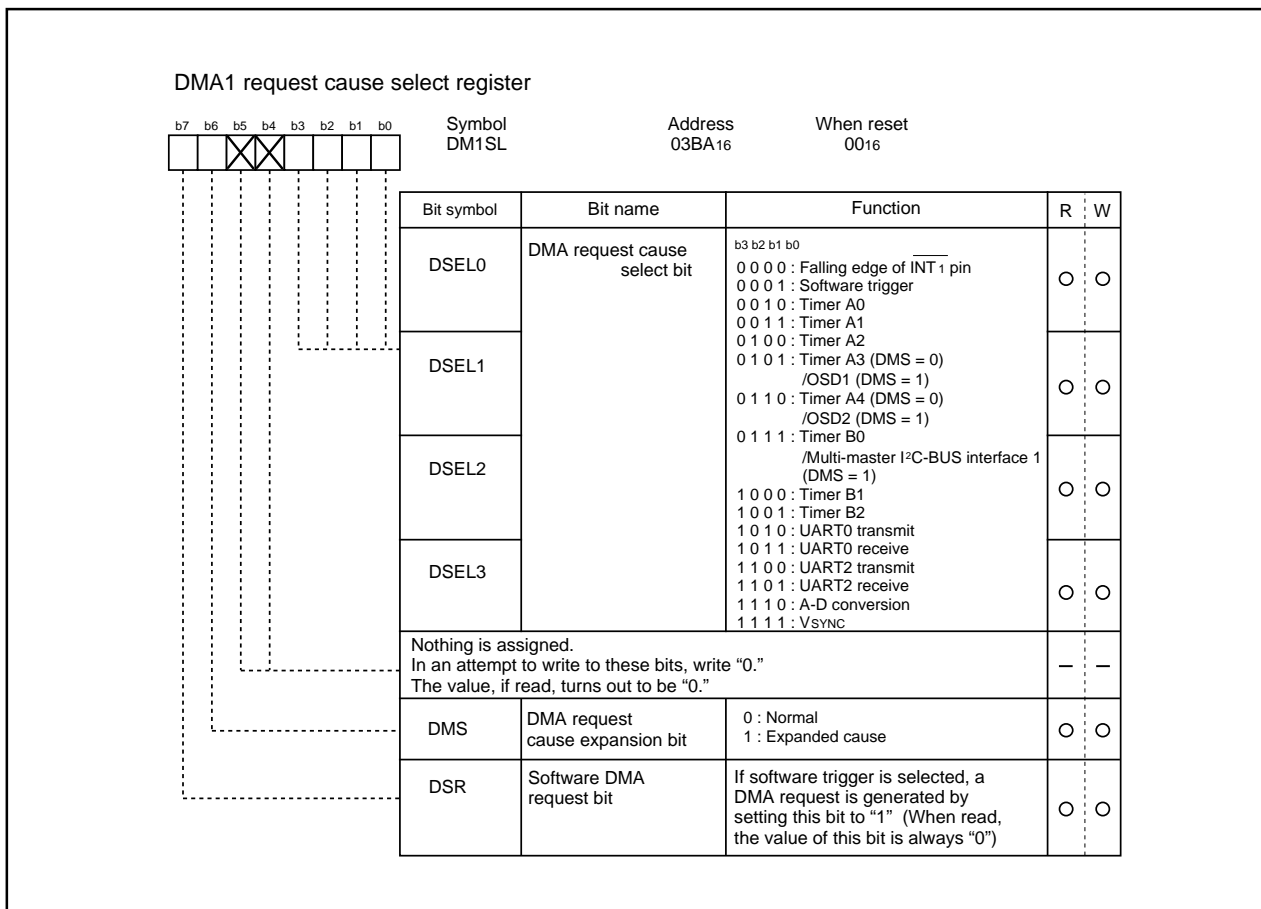 DMA1 request cause select register
b7 b6 b5 b4 b3 b2 b1 b0
Symbol Address When reset
DM1SL 03BA16 0016
Bit symbol Bit name Function R W
DSEL0
DSEL1
DSEL2
DSEL3
DMA request cause
select bit
b3 b2 b1 b0
0 0 0 0 : Falling edge of INT1 pin
0 0 0 1 : Software trigger
0 0 1 0 : Timer A0
0 0 1 1 : Timer A1
0 1 0 0 : Timer A2
0 1 0 1 : Timer A3 (DMS = 0)
/OSD1 (DMS = 1)
0 1 1 0 : Timer A4 (DMS = 0)
/OSD2 (DMS = 1)
0 1 1 1 : Timer B0
/Multi-master I²C-BUS interface 1
(DMS = 1)
1 0 0 0 : Timer B1
1 0 0 1 : Timer B2
1 0 1 0 : UART0 transmit
1 0 1 1 : UART0 receive
1 1 0 0 : UART2 transmit
1 1 0 1 : UART2 receive
1 1 1 0 : A-D conversion
1 1 1 1 : VSYNC
Nothing is assigned.
In an attempt to write to these bits, write “0.”
The value, if read, turns out to be “0.”
– –
DMS
DMA request
cause expansion bit
0 : Normal
1 : Expanded cause
DSR
Software DMA
request bit
If software trigger is selected, a
DMA request is generated by
setting this bit to “1” (When read,
the value of this bit is always “0”)